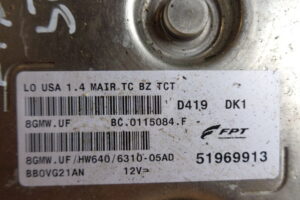 LO USA 1.4 MAIR TC BZ TCT
D419 DK1
8GMW.UF BC.0115084.F
FPT
8GMW.UF/HW640/6310-05AD 51969913
880VG21AN 12V=